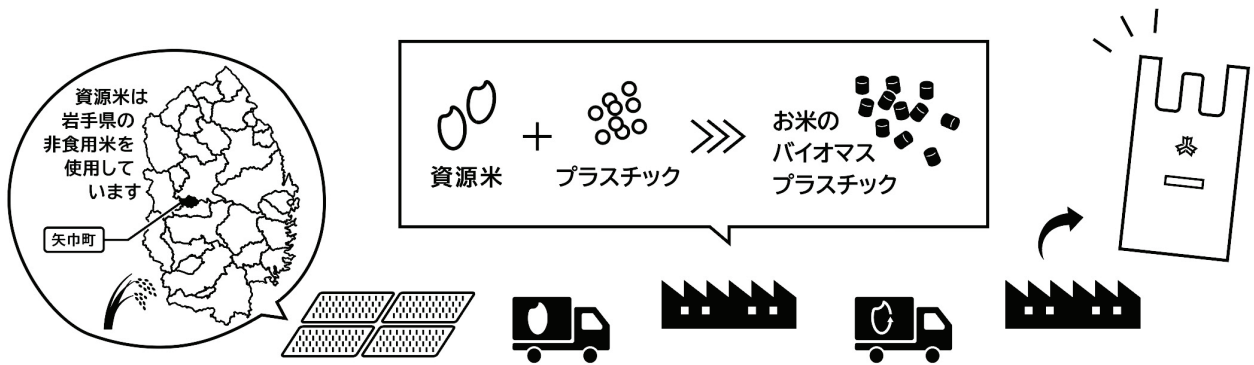 資源米は
岩手県の
非食用米を
使用して
います
矢巾町
資源米
プラスチック
お米の
バイオマス
プラスチック